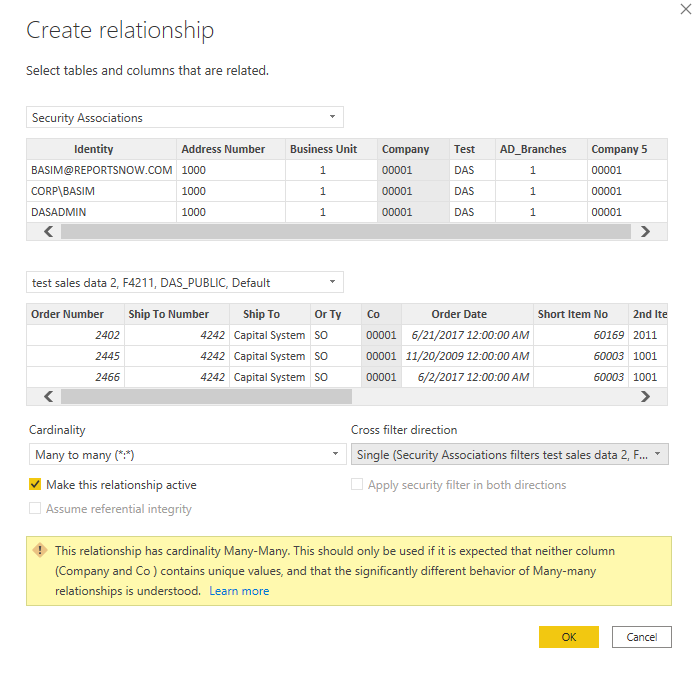 Create relationship
Select tables and columns that are related.
Security Associations
Identity Address Number Business Unit Company Test AD_Branches Company 5
BASIM@REPORTSNOW.COM 1000 1 00001 DAS 1 00001
CORP\BASIM 1000 1 00001 DAS 1 00001
DASADMIN 1000 1 00001 DAS 1 00001
test sales data 2, F4211, DAS_PUBLIC, Default
Order Number Ship To Number Ship To Or Ty Co Order Date Short Item No 2nd Ite
2402 4242 Capital System SO 00001 6/21/2017 12:00:00 AM 60169 2011
2445 4242 Capital System SO 00001 11/20/2009 12:00:00 AM 60003 1001
2466 4242 Capital System SO 00001 6/2/2017 12:00:00 AM 60003 1001
Cardinality Cross filter direction
Many to many (*:*) Single (Security Associations filters test sales data 2, F...
Make this relationship active Apply security filter in both directions
Assume referential integrity
This relationship has cardinality Many-Many. This should only be used if it is expected that neither column
(Company and Co ) contains unique values, and that the significantly different behavior of Many-many
relationships is understood. Learn more
OK Cancel